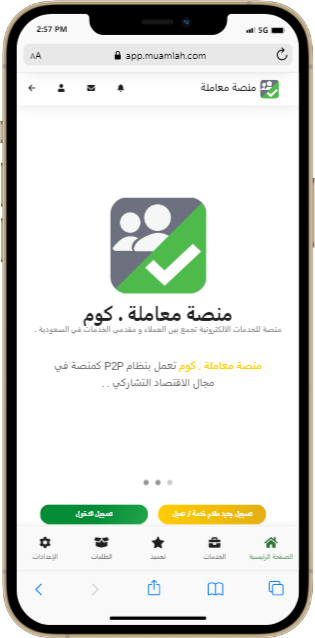 2:57 PM
5G
AA
app.muamlah.com
منصة معاملة
منصة معاملة . كوم
منصة للخدمات الالكترونية تجمع بين العملاء و مقدمي الخدمات في السعودية .
منصة معاملة . كوم تعمل بنظام P2P كمنصة في
مجال الاقتصاد التشاركي . .
تسجيل جديد مقدم خدمة / عميل
تسجيل الدخول
الصفحة الرئيسية
الخدمات
تعميد
الطلبات
الإعدادات